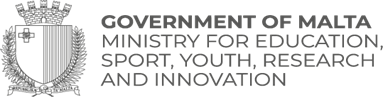 GOVERNMENT OF MALTA
MINISTRY FOR EDUCATION,
SPORT, YOUTH, RESEARCH
AND INNOVATION